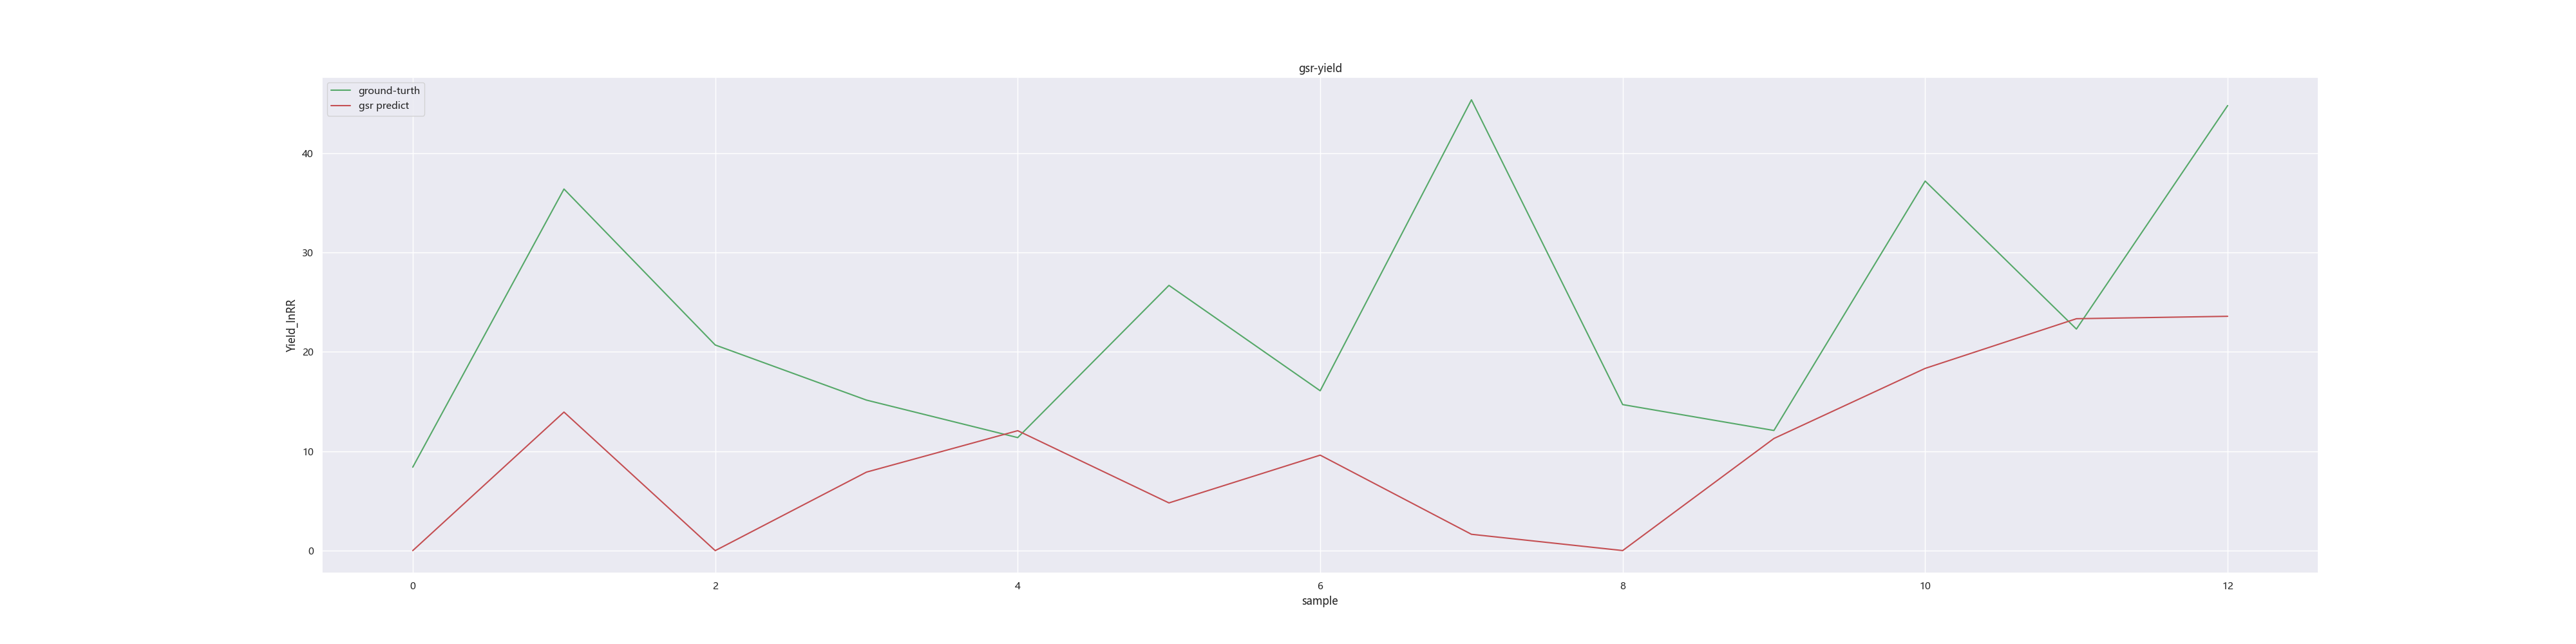 gsr-yield
ground-turth
gsr predict
40
30
20
10
0
Yield_lnRR
0 2 4 6 8 10 12
sample